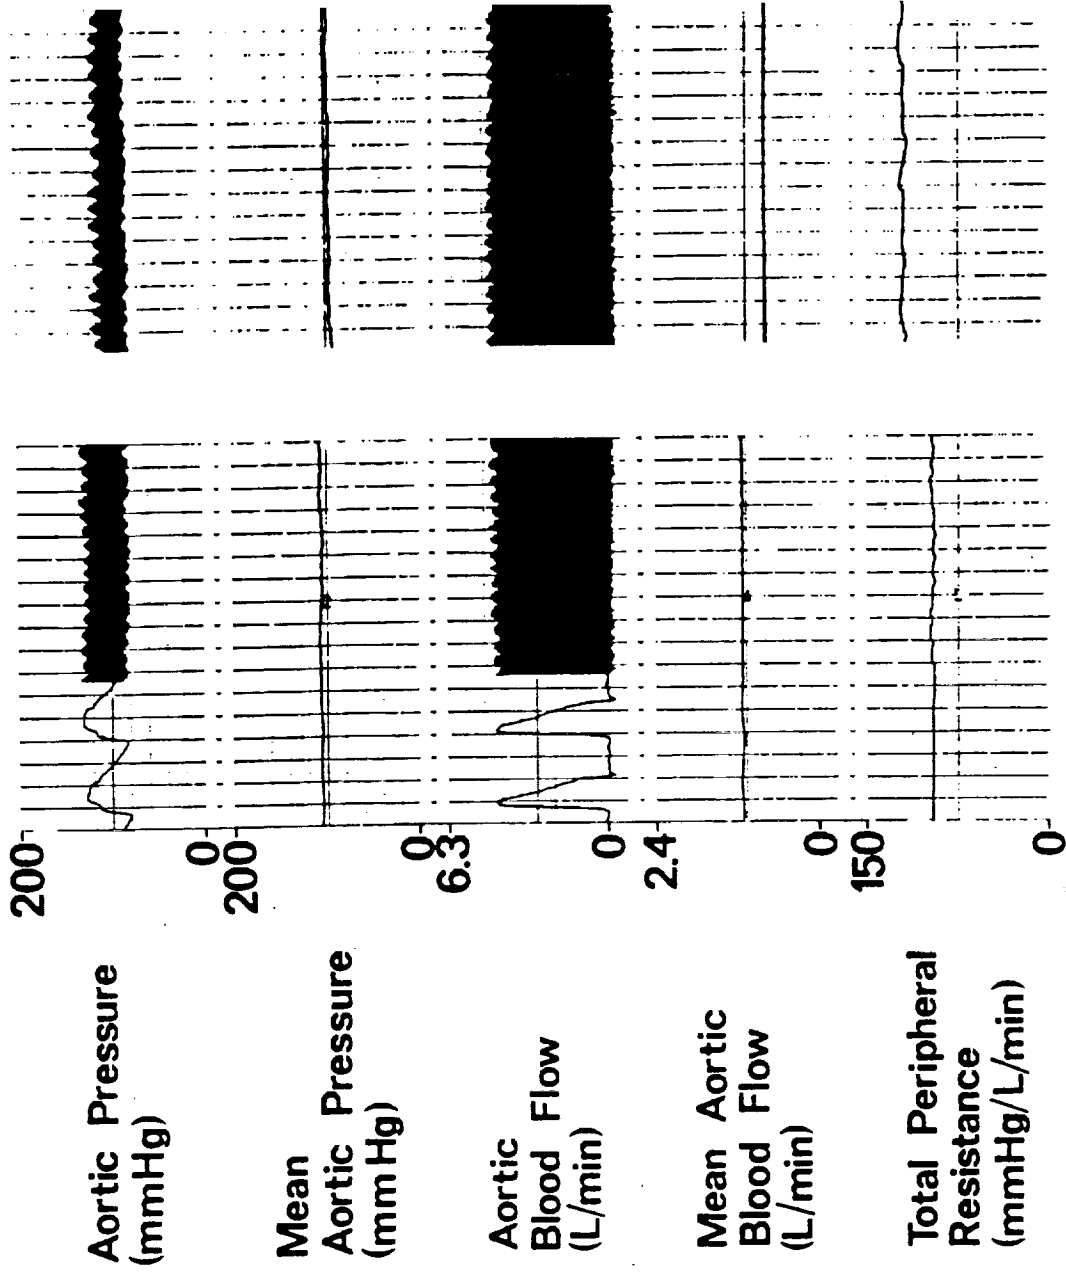 Aortic Pressure
(mmHg)
200
0
Mean
Aortic Pressure
(mm Hg)
200
0
Aortic
Blood Flow
(L/min)
6.3
0
Mean Aortic
Blood Flow
(L/min)
2.4
0
Total Peripheral
Resistance
(mmHg/L/min)
150
0